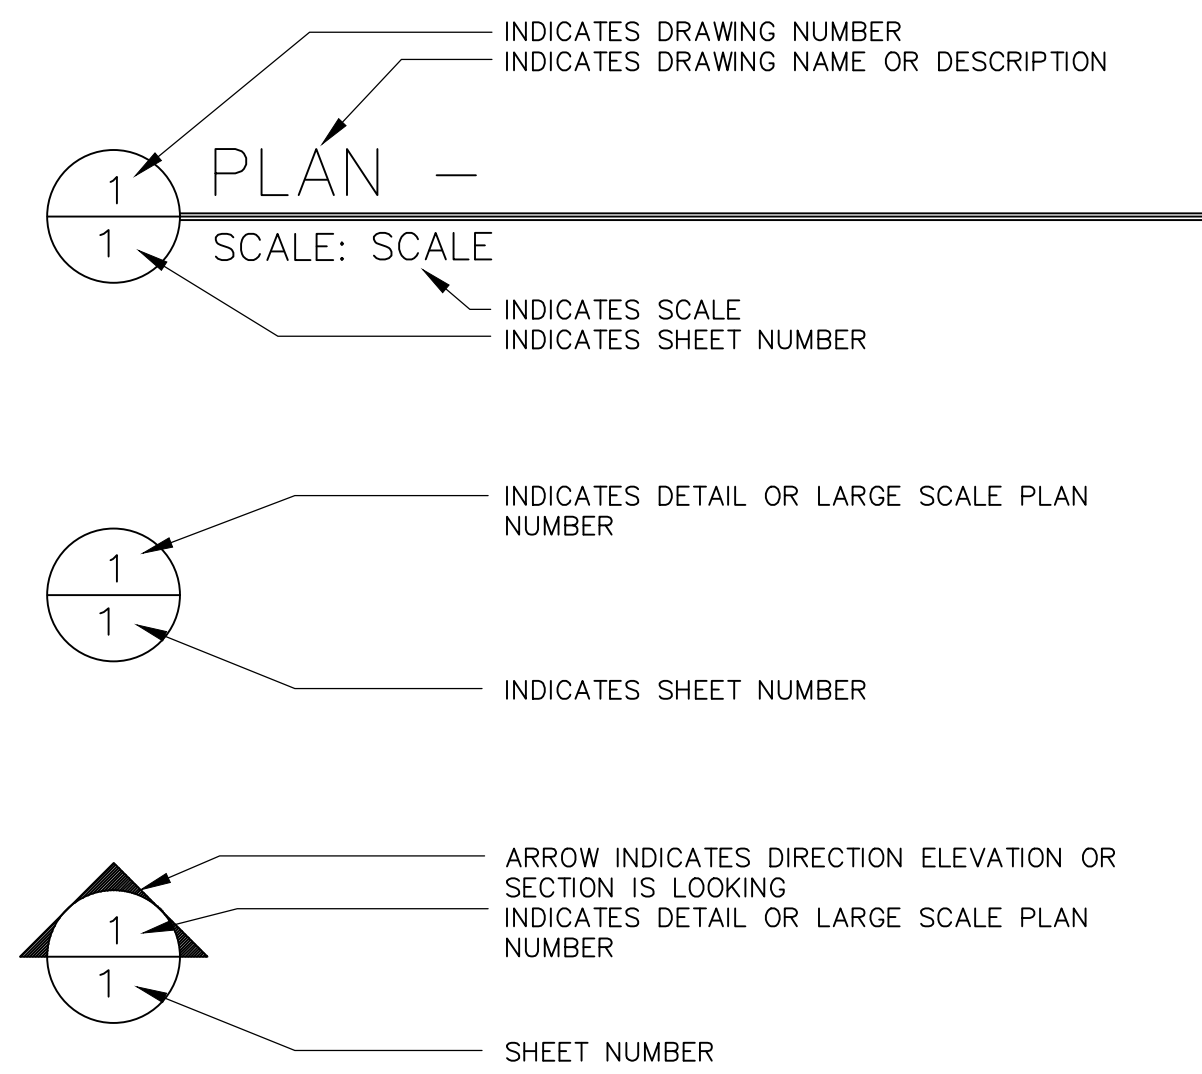 INDICATES DRAWING NUMBER
INDICATES DRAWING NAME OR DESCRIPTION
1
PLAN -
1
SCALE: SCALE
INDICATES SCALE
INDICATES SHEET NUMBER
INDICATES DETAIL OR LARGE SCALE PLAN
NUMBER
1
1
INDICATES SHEET NUMBER
ARROW INDICATES DIRECTION ELEVATION OR
SECTION IS LOOKING
INDICATES DETAIL OR LARGE SCALE PLAN
NUMBER
1
1
SHEET NUMBER